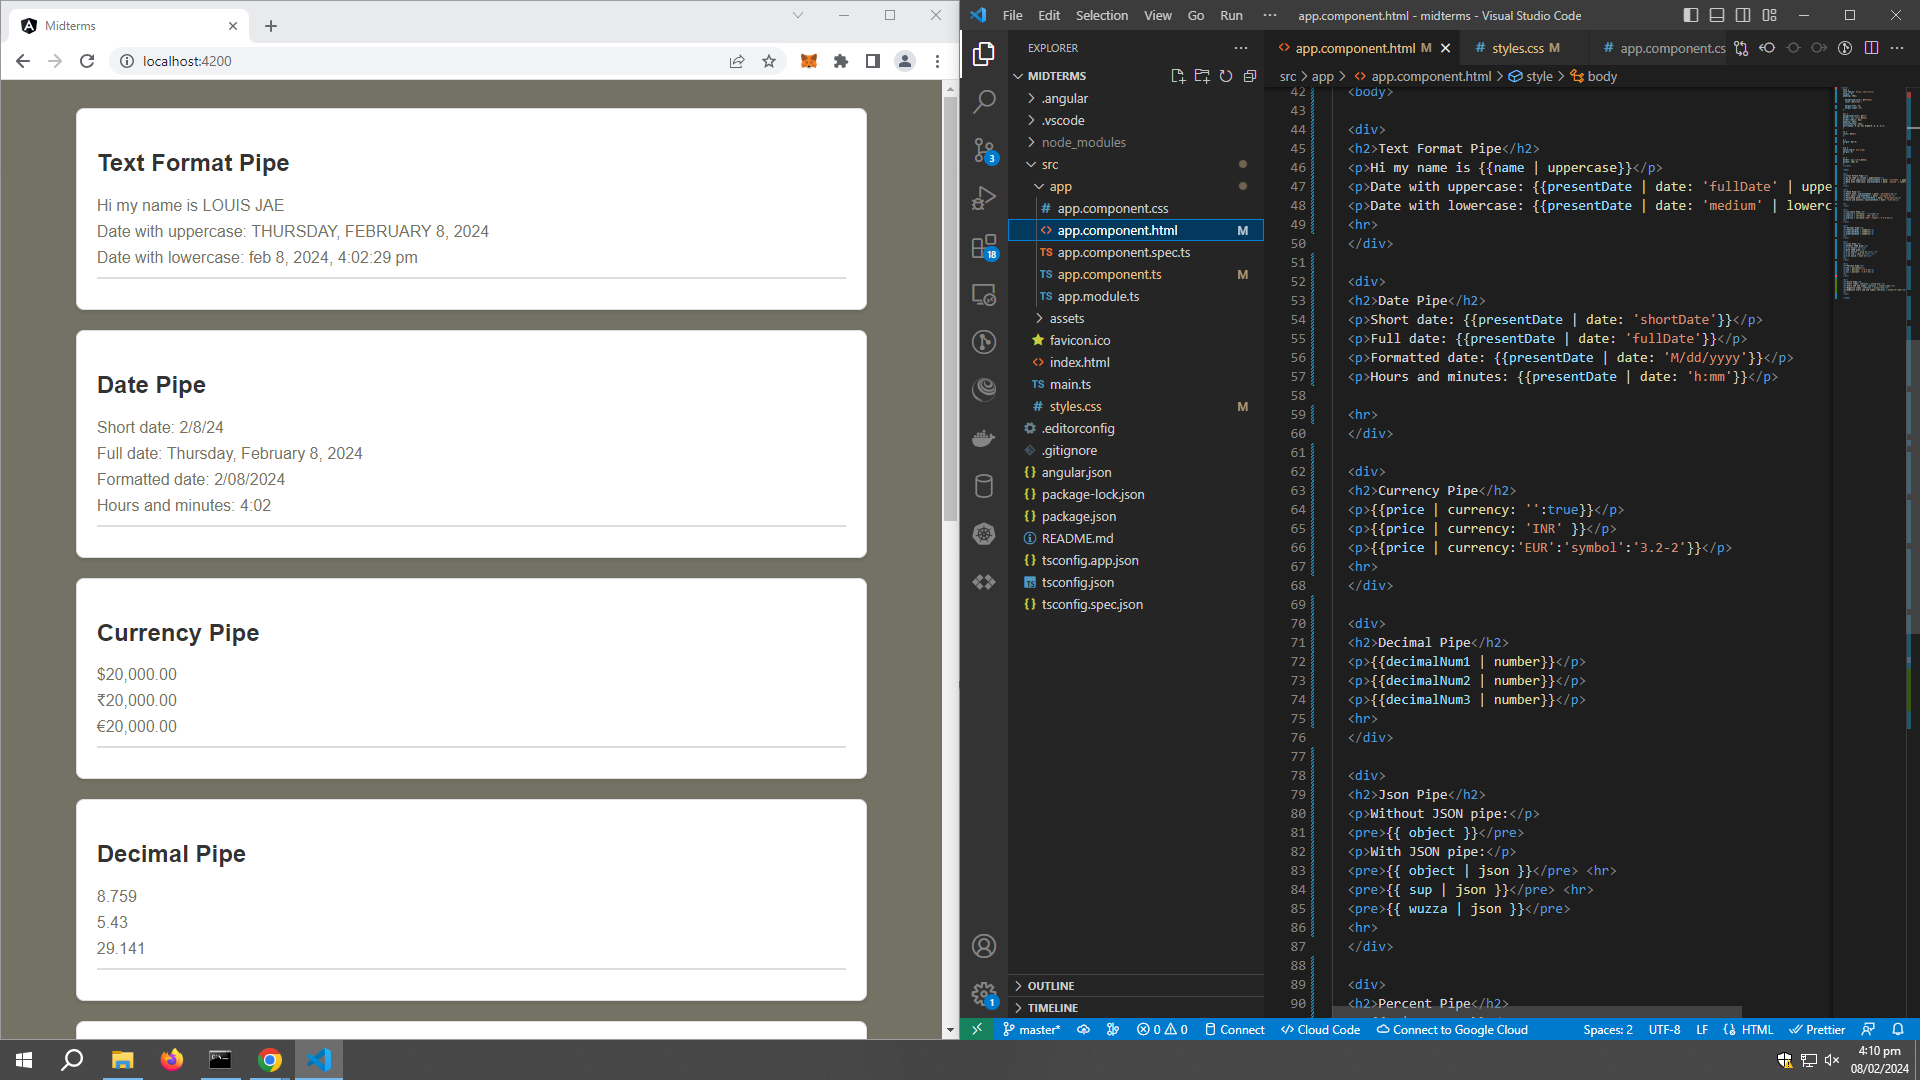 Midterms
localhost:4200
Text Format Pipe
Hi my name is LOUIS JAE
Date with uppercase: THURSDAY, FEBRUARY 8, 2024
Date with lowercase: feb 8, 2024, 4:02:29 pm
Date Pipe
Short date: 2/8/24
Full date: Thursday, February 8, 2024
Formatted date: 2/08/2024
Hours and minutes: 4:02
Currency Pipe
$20,000.00
₹20,000.00
€20,000.00
Decimal Pipe
8.759
5.43
29.141
File Edit Selection View Go Run ··· app.component.html - midterms - Visual Studio Code
EXPLORER
MIDTERMS
.angular
.vscode
node_modules
src
app
# app.component.css
<> app.component.html M
TS app.component.spec.ts
TS app.component.ts M
TS app.module.ts
assets
favicon.ico
<> index.html
TS main.ts
# styles.css M
.editorconfig
.gitignore
{} angular.json
{} package-lock.json
{} package.json
README.md
{} tsconfig.app.json
TS tsconfig.json
{} tsconfig.spec.json
OUTLINE
TIMELINE
3
18
1
<> app.component.html M # styles.css M # app.component.cs
src > app > <> app.component.html > style > body
42 <body>
43
44 <div>
45 <h2>Text Format Pipe</h2>
46 <p>Hi my name is {{name | uppercase}}</p>
47 <p>Date with uppercase: {{presentDate | date: 'fullDate' | uppe
48 <p>Date with lowercase: {{presentDate | date: 'medium' | lowerc
49 <hr>
50 </div>
51
52 <div>
53 <h2>Date Pipe</h2>
54 <p>Short date: {{presentDate | date: 'shortDate'}}</p>
55 <p>Full date: {{presentDate | date: 'fullDate'}}</p>
56 <p>Formatted date: {{presentDate | date: 'M/dd/yyyy'}}</p>
57 <p>Hours and minutes: {{presentDate | date: 'h:mm'}}</p>
58
59 <hr>
60 </div>
61
62 <div>
63 <h2>Currency Pipe</h2>
64 <p>{{price | currency: '':true}}</p>
65 <p>{{price | currency: 'INR' }}</p>
66 <p>{{price | currency:'EUR':'symbol':'3.2-2'}}</p>
67 <hr>
68 </div>
69
70 <div>
71 <h2>Decimal Pipe</h2>
72 <p>{{decimalNum1 | number}}</p>
73 <p>{{decimalNum2 | number}}</p>
74 <p>{{decimalNum3 | number}}</p>
75 <hr>
76 </div>
77
78 <div>
79 <h2>Json Pipe</h2>
80 <p>Without JSON pipe:</p>
81 <pre>{{ object }}</pre>
82 <p>With JSON pipe:</p>
83 <pre>{{ object | json }}</pre> <hr>
84 <pre>{{ sup | json }}</pre> <hr>
85 <pre>{{ wuzza | json }}</pre>
86 <hr>
87 </div>
88
89 <div>
90 <h2>Percent Pipe</h2>
master* 0 0 Connect Cloud Code Connect to Google Cloud Spaces: 2 UTF-8 LF HTML Prettier
4:10 pm
08/02/2024